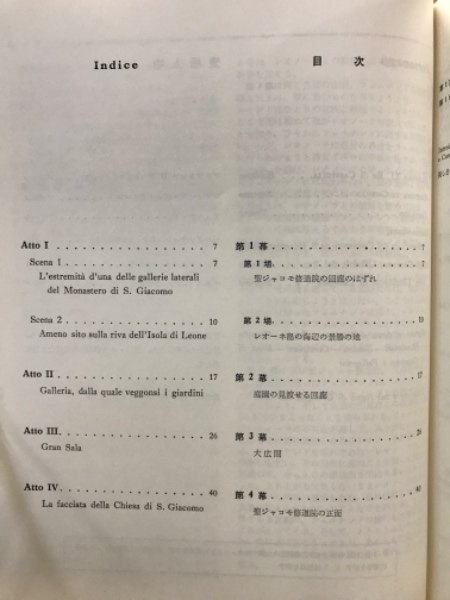 Indice
Atto I . . . . . . . . . . . . . . . . . 7
Scena 1 . . . . . . . . . . . . . . . . 7
L'estremità d'una delle gallerie laterali
del Monastero di S. Giacomo
Scena 2 . . . . . . . . . . . . . . . . 10
Ameno sito sulla riva dell'Isola di Leone
Atto II . . . . . . . . . . . . . . . . 17
Galleria, dalla quale veggonsi i giardini
Atto III. . . . . . . . . . . . . . . . 26
Gran Sala
Atto IV. . . . . . . . . . . . . . . . 40
La facciata della Chiesa di S. Giacomo
目 次
第1幕 . . . . . . . . . . . . . . . . . 7
第1場. . . . . . . . . . . . . . . . . 7
聖ジャコモ修道院の回廊のはずれ
第2場. . . . . . . . . . . . . . . . . 10
レオーネ島の海辺の景勝の地
第2幕 . . . . . . . . . . . . . . . . . 17
庭園の見渡せる回廊
第3幕 . . . . . . . . . . . . . . . . . 26
大広間
第4幕 . . . . . . . . . . . . . . . . . 40
聖ジャコモ修道院の正面